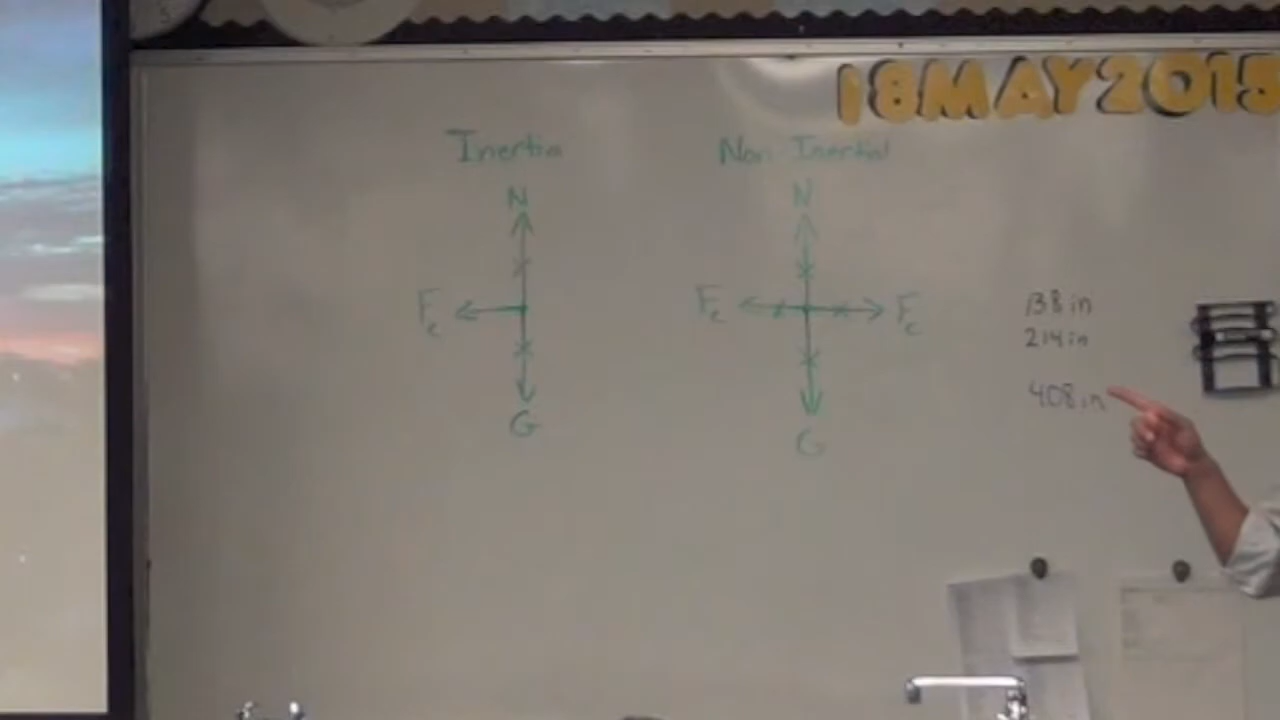 18MAY2015
Inertial
Non Inertial
N
N
Fc
Fc
Fc
G
G
138 in
214 in
408 in